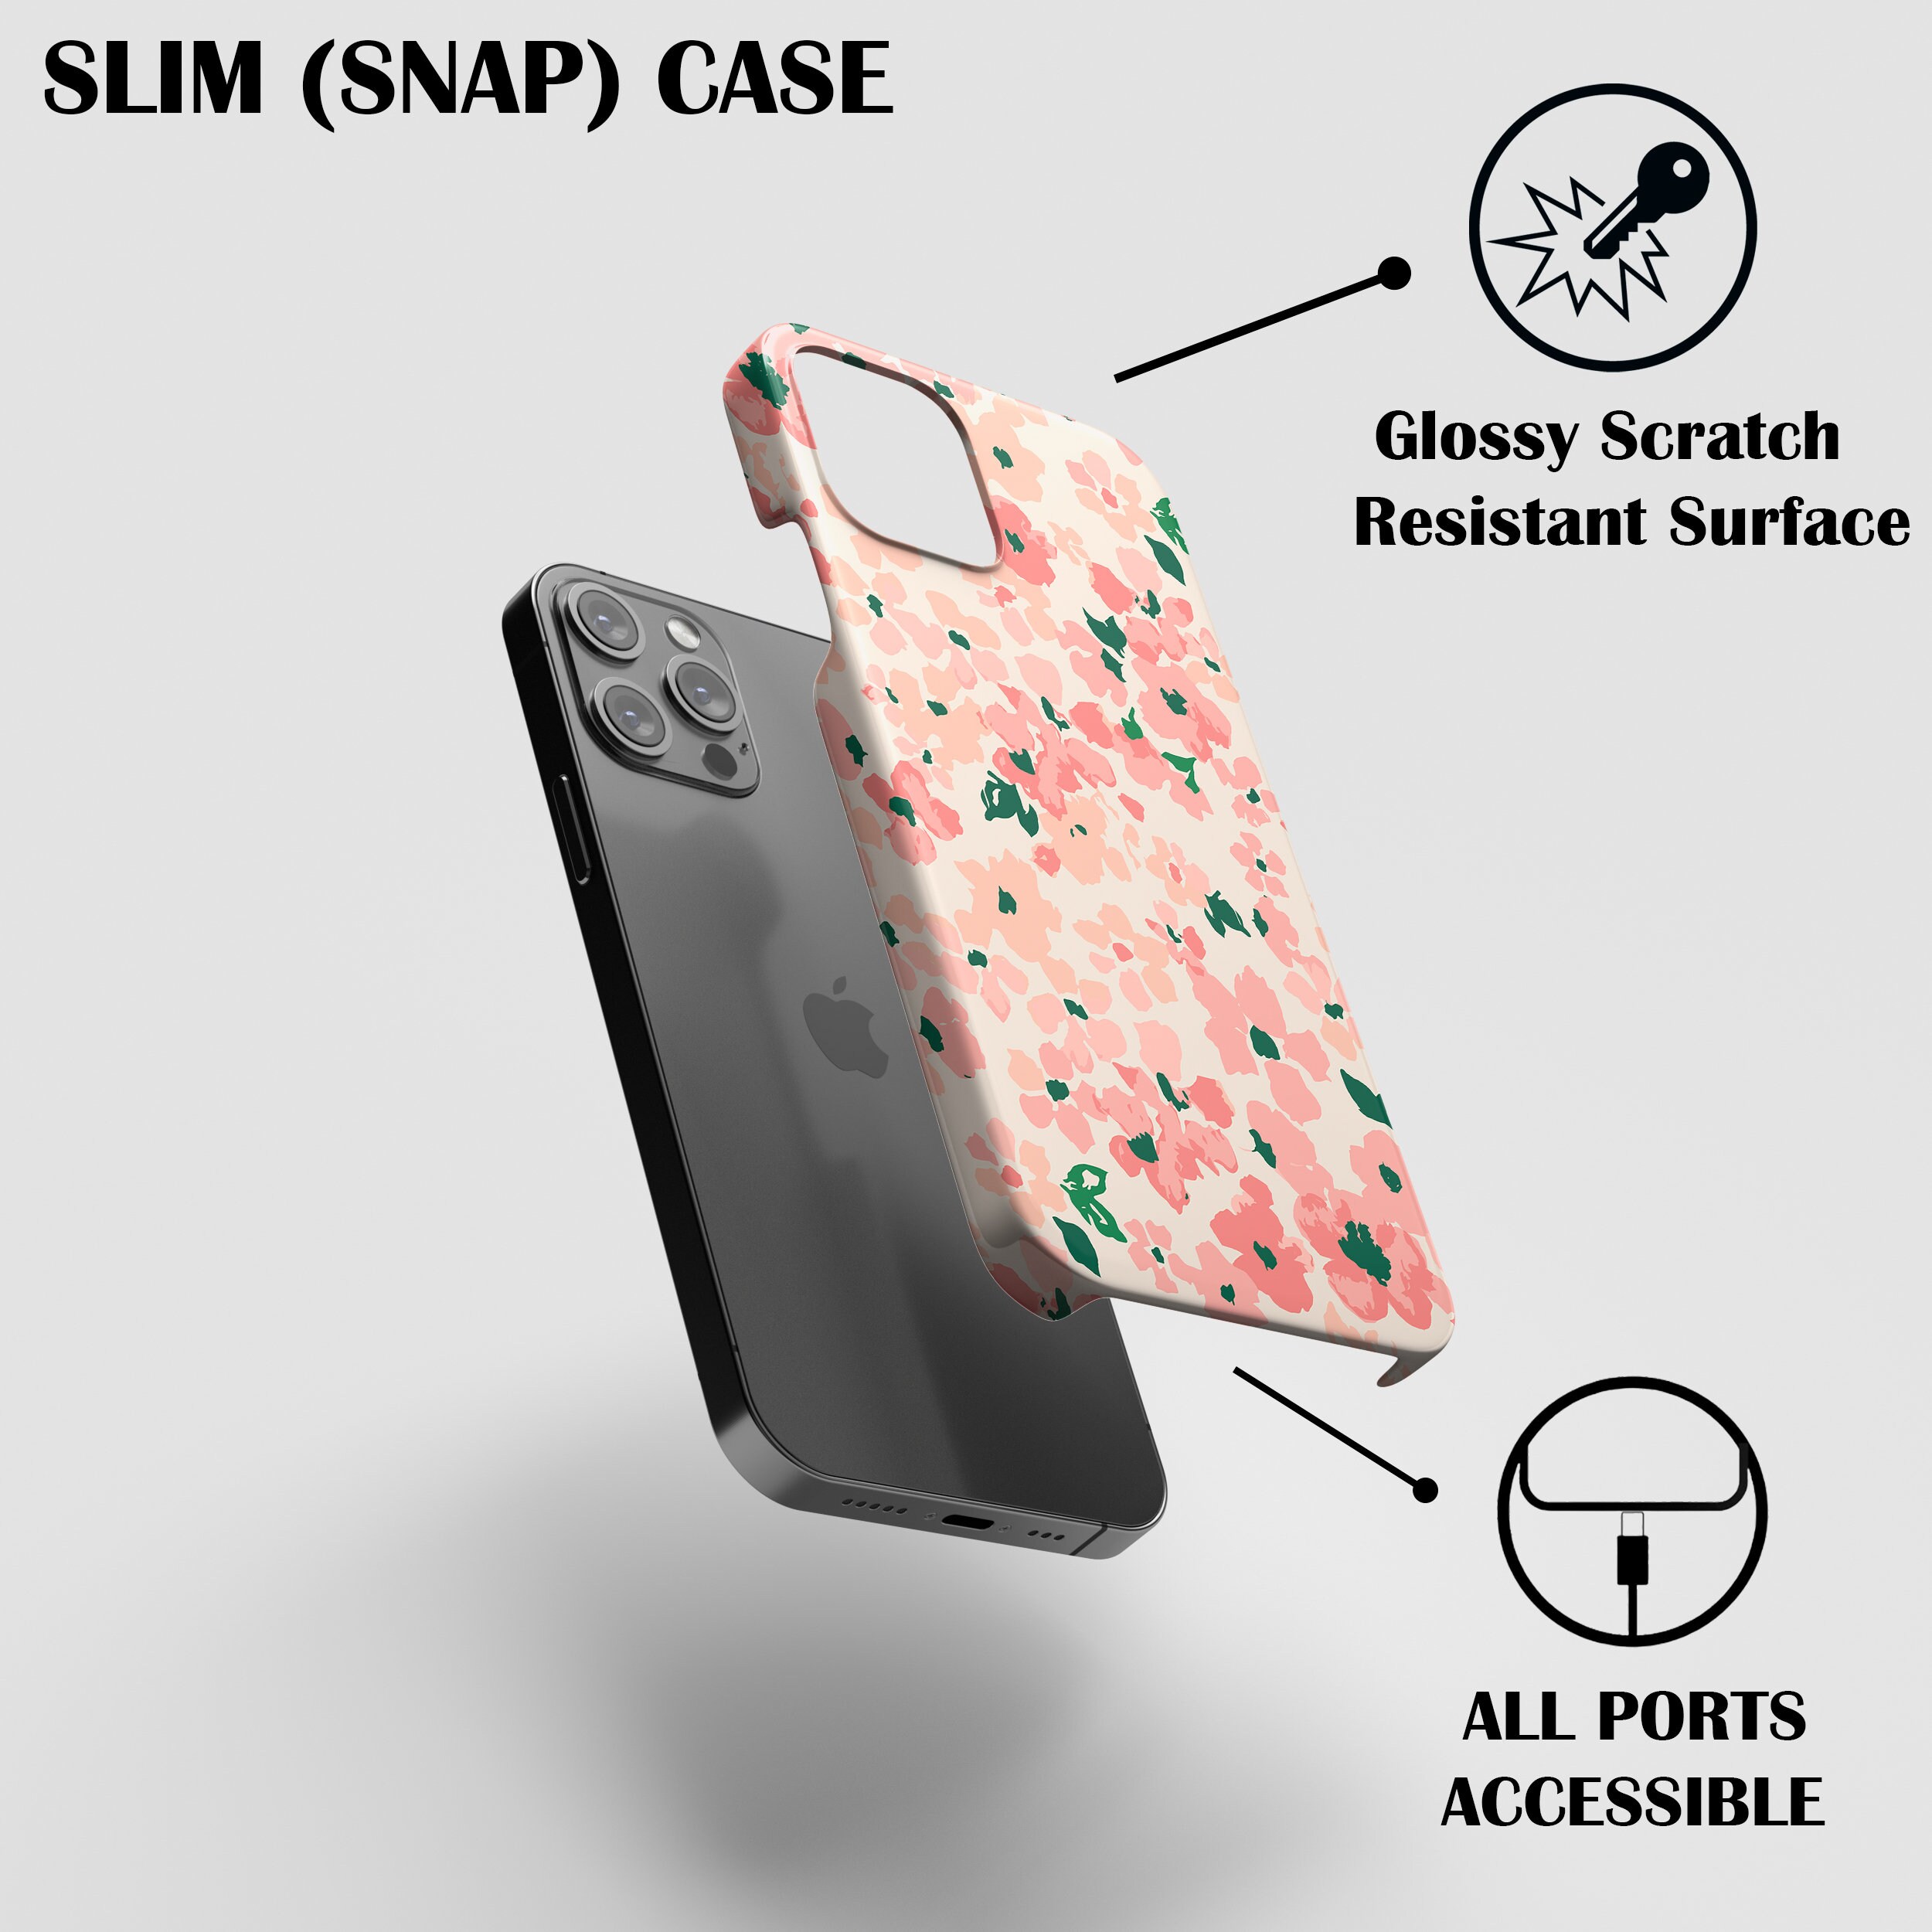 SLIM (SNAP) CASE
Glossy Scratch
Resistant Surface
ALL PORTS
ACCESSIBLE